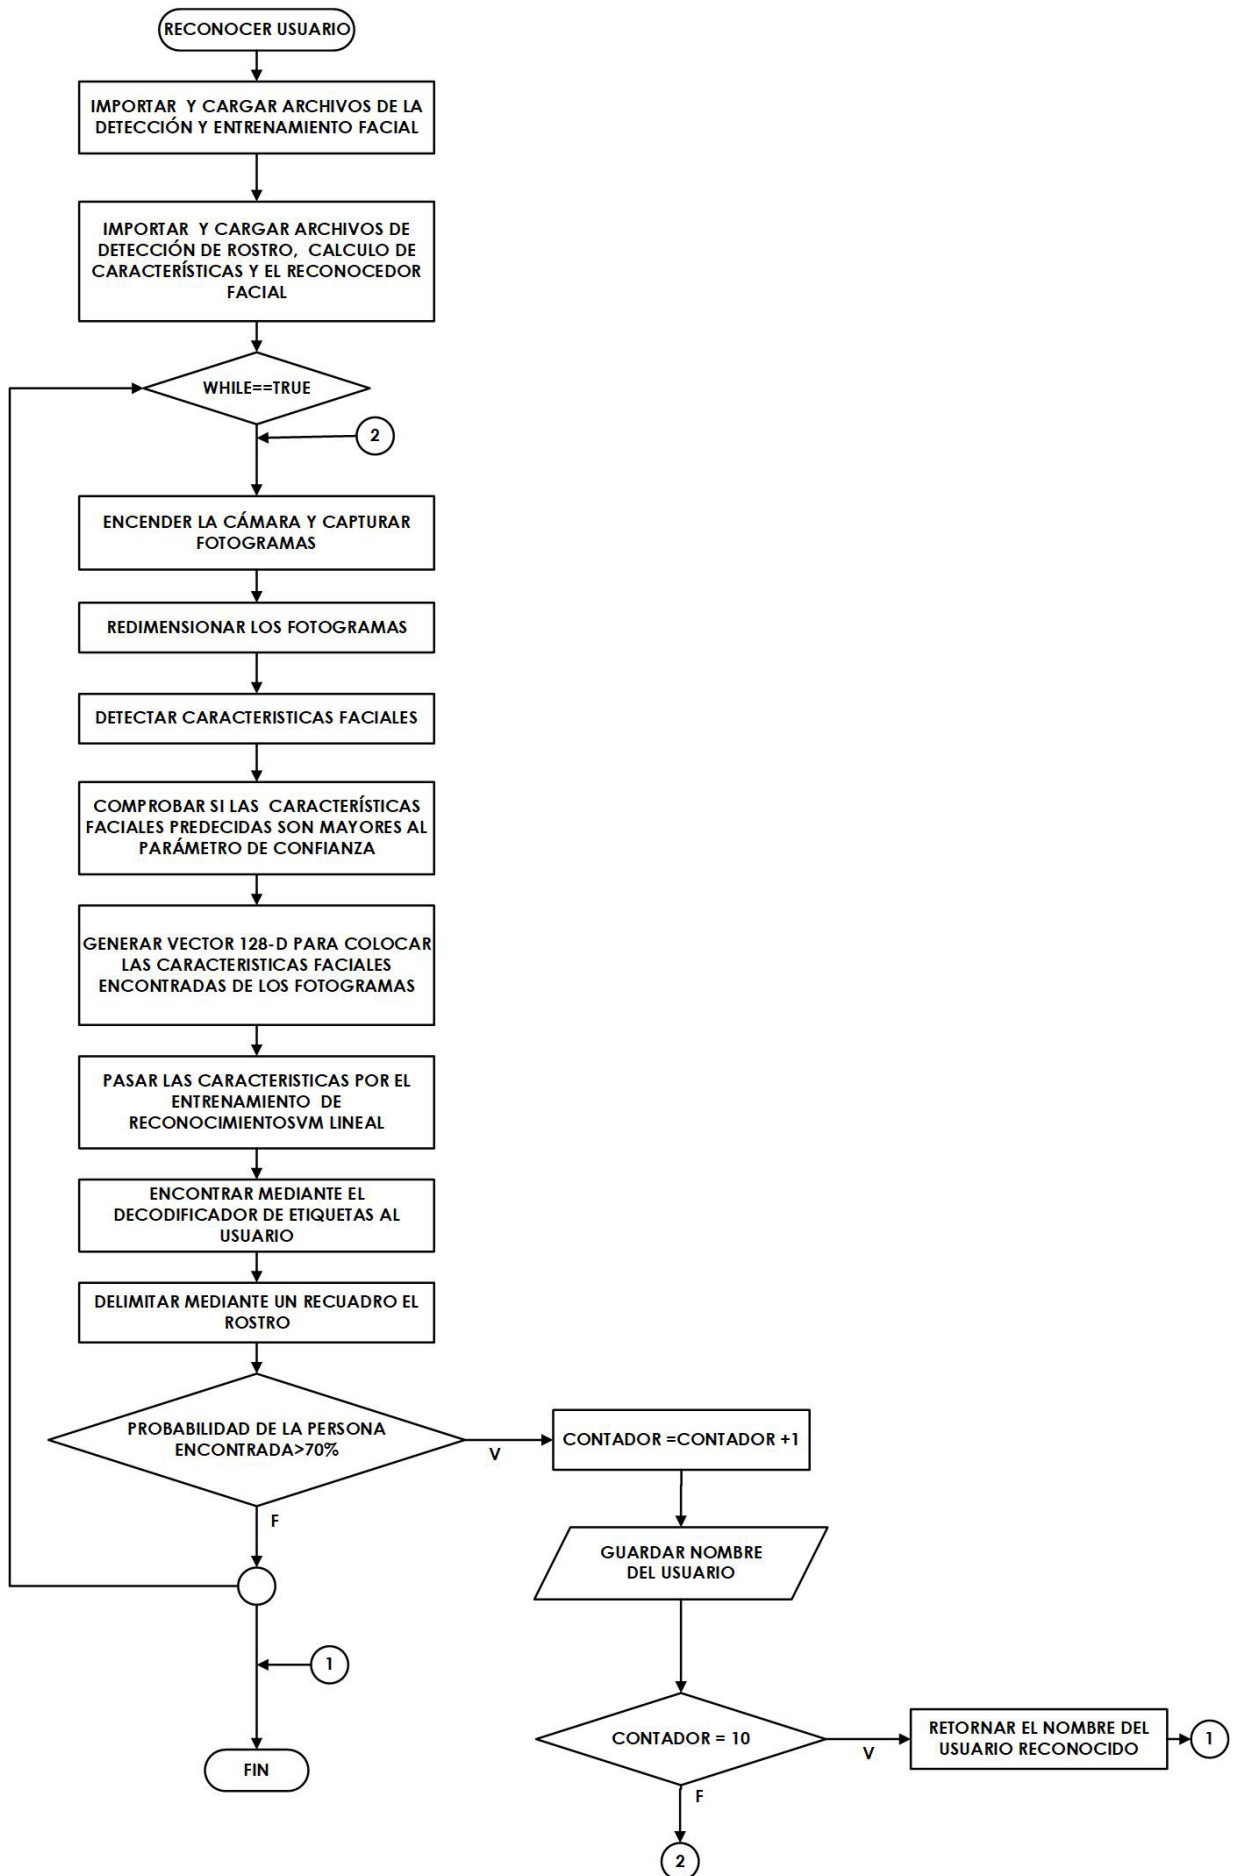 RECONOCER USUARIO
IMPORTAR Y CARGAR ARCHIVOS DE LA
DETECCIÓN Y ENTRENAMIENTO FACIAL
IMPORTAR Y CARGAR ARCHIVOS DE
DETECCIÓN DE ROSTRO, CALCULO DE
CARACTERÍSTICAS Y EL RECONOCEDOR
FACIAL
WHILE==TRUE
2
ENCENDER LA CÁMARA Y CAPTURAR
FOTOGRAMAS
REDIMENSIONAR LOS FOTOGRAMAS
DETECTAR CARACTERISTICAS FACIALES
COMPROBAR SI LAS CARACTERÍSTICAS
FACIALES PREDECIDAS SON MAYORES AL
PARÁMETRO DE CONFIANZA
GENERAR VECTOR 128-D PARA COLOCAR
LAS CARACTERISTICAS FACIALES
ENCONTRADAS DE LOS FOTOGRAMAS
PASAR LAS CARACTERISTICAS POR EL
ENTRENAMIENTO DE
RECONOCIMIENTOSVM LINEAL
ENCONTRAR MEDIANTE EL
DECODIFICADOR DE ETIQUETAS AL
USUARIO
DELIMITAR MEDIANTE UN RECUADRO EL
ROSTRO
PROBABILIDAD DE LA PERSONA
ENCONTRADA>70%
V
CONTADOR =CONTADOR +1
F
GUARDAR NOMBRE
DEL USUARIO
1
CONTADOR = 10
V
RETORNAR EL NOMBRE DEL
USUARIO RECONOCIDO
1
FIN
F
2